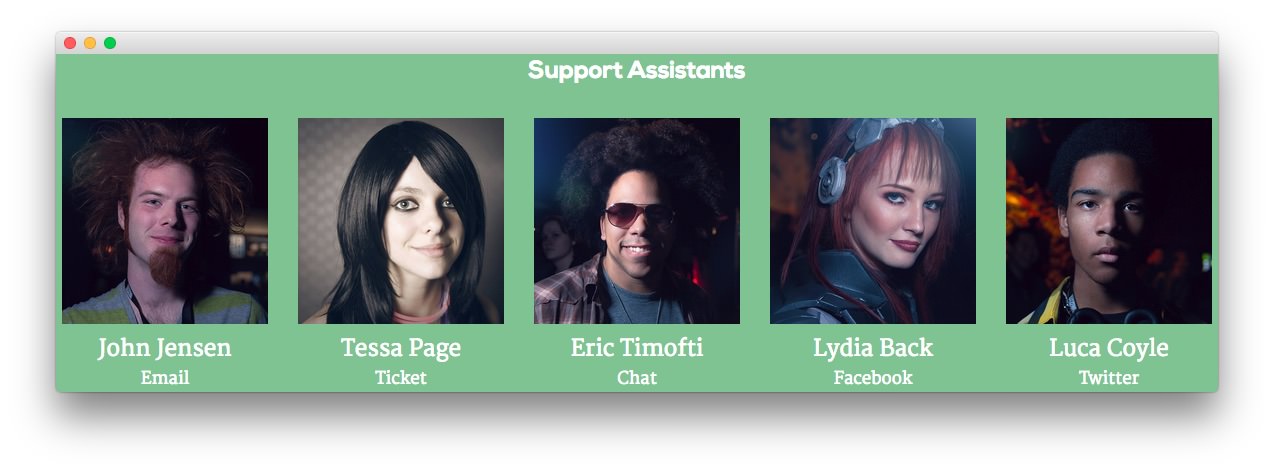 Support Assistants
John Jensen
Email
Tessa Page
Ticket
Eric Timofti
Chat
Lydia Back
Facebook
Luca Coyle
Twitter